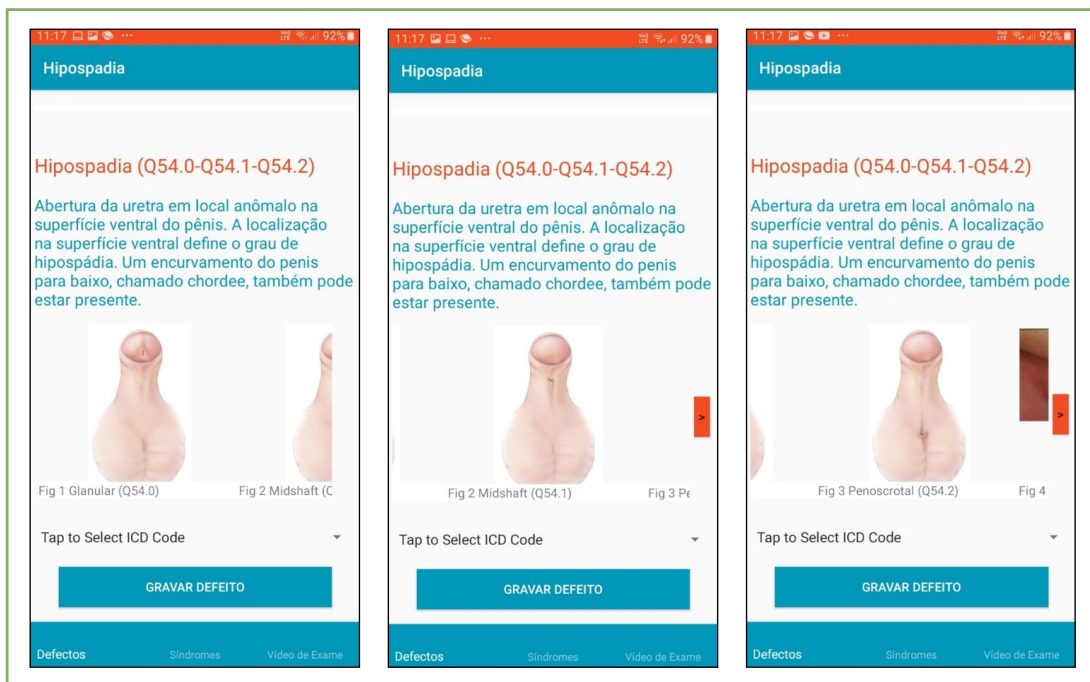 11:17 ... 92%
Hipospadia
Hipospadia (Q54.0-Q54.1-Q54.2)
Abertura da uretra em local anômalo na
superfície ventral do pênis. A localização
na superfície ventral define o grau de
hipospádia. Um encurvamento do penis
para baixo, chamado chordee, também pode
estar presente.
Fig 1 Glanular (Q54.0) Fig 2 Midshaft (
Tap to Select ICD Code
GRAVAR DEFEITO
Defectos Síndromes Vídeo de Exame
11:17 ... 92%
Hipospadia
Hipospadia (Q54.0-Q54.1-Q54.2)
Abertura da uretra em local anômalo na
superfície ventral do pênis. A localização
na superfície ventral define o grau de
hipospádia. Um encurvamento do penis
para baixo, chamado chordee, também pode
estar presente.
>
Fig 2 Midshaft (Q54.1) Fig 3 Pe
Tap to Select ICD Code
GRAVAR DEFEITO
Defectos Síndromes Vídeo de Exame
11:17 ... 92%
Hipospadia
Hipospadia (Q54.0-Q54.1-Q54.2)
Abertura da uretra em local anômalo na
superfície ventral do pênis. A localização
na superfície ventral define o grau de
hipospádia. Um encurvamento do penis
para baixo, chamado chordee, também pode
estar presente.
>
Fig 3 Penoscrotal (Q54.2) Fig 4
Tap to Select ICD Code
GRAVAR DEFEITO
Defectos Síndromes Vídeo de Exame